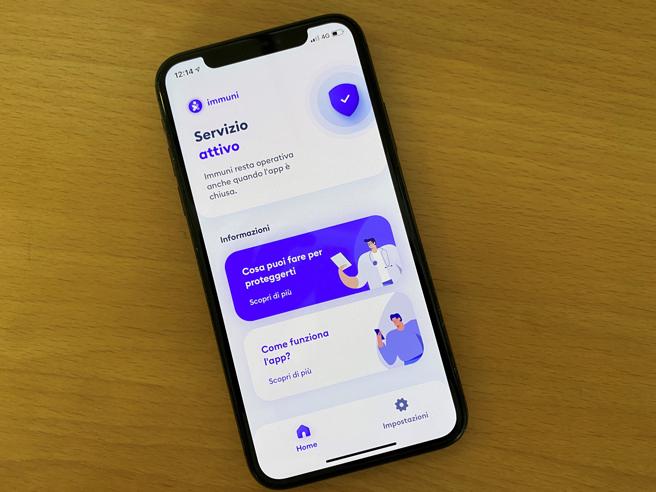 12:14
4G
immuni
Servizio
attivo
Immuni resta operativa
anche quando l'app è
chiusa.
Informazioni
Cosa puoi fare per
proteggerti
Scopri di più
Come funziona
l'app?
Scopri di più
Home
Impostazioni